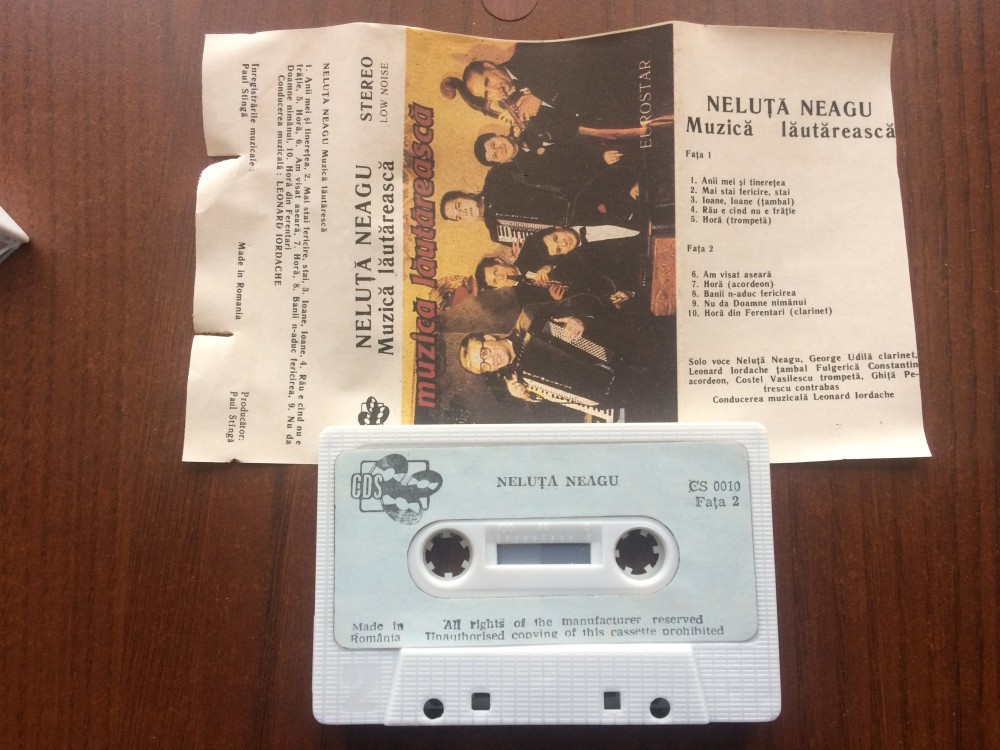 Inregistrările muzicale:
Paul Stîngă
Made in Romania
Producător:
Paul Stîngă
NELUȚA NEAGU Muzică lăutărească
1. Anii mei și tinerețea, 2. Mai stai fericire, stai, 3. Ioane, Ioane, 4. Rău e cînd nu e
frăție, 5. Horă, 6. Am visat aseară, 7. Horă, 8. Banii n-aduc fericirea, 9. Nu da
Doamne nimănui, 10. Horă din Ferentari
Conducerea muzicală: LEONARD IORDACHE
NELUȚĂ NEAGU
Muzică lăutărească
STEREO
LOW NOISE
muzică lăutărească
EUROSTAR
NELUȚĂ NEAGU
Muzică lăutărească
Fața 1
1. Anii mei și tinerețea
2. Mai stai fericire, stai
3. Ioane, Ioane (țambal)
4. Rău e cînd nu e frăție
5. Horă (trompetă)
Fața 2
6. Am visat aseară
7. Horă (acordeon)
8. Banii n-aduc fericirea
9. Nu da Doamne nimănui
10. Horă din Ferentari (clarinet)
Solo voce Neluță Neagu, George Udilă clarinet,
Leonard Iordache țambal Fulgerică Constantin
acordeon, Costel Vasilescu trompetă, Ghiță Pe-
trescu contrabas
Conducerea muzicală Leonard Iordache
CDS
NELUȚĂ NEAGU
CS 0010
Fața 2
Made in
România
All rights of the manufacturer reserved
Unauthorised copying of this cassette prohibited